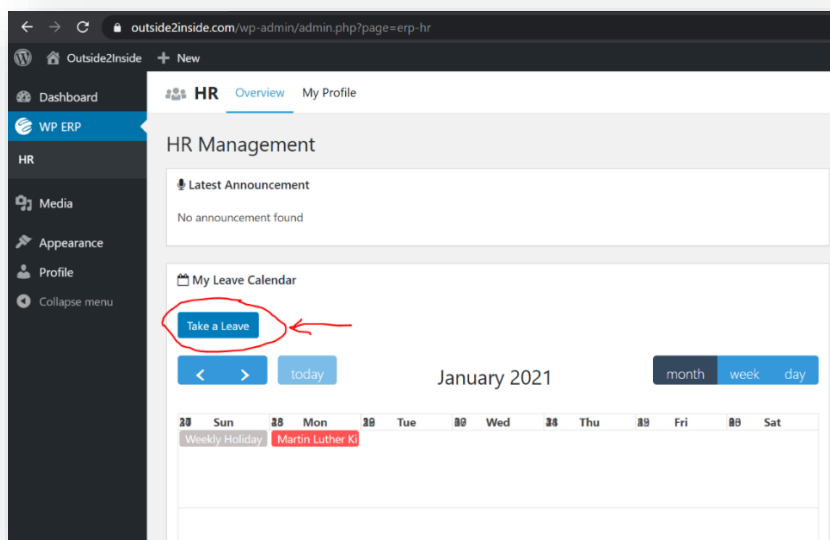 outside2inside.com/wp-admin/admin.php?page=erp-hr
Outside2Inside + New
Dashboard
WP ERP
HR
Media
Appearance
Profile
Collapse menu
HR Overview My Profile
HR Management
Latest Announcement
No announcement found
My Leave Calendar
Take a Leave
today
January 2021
month week day
Sun Mon Tue Wed Thu Fri Sat
Weekly Holiday Martin Luther Ki